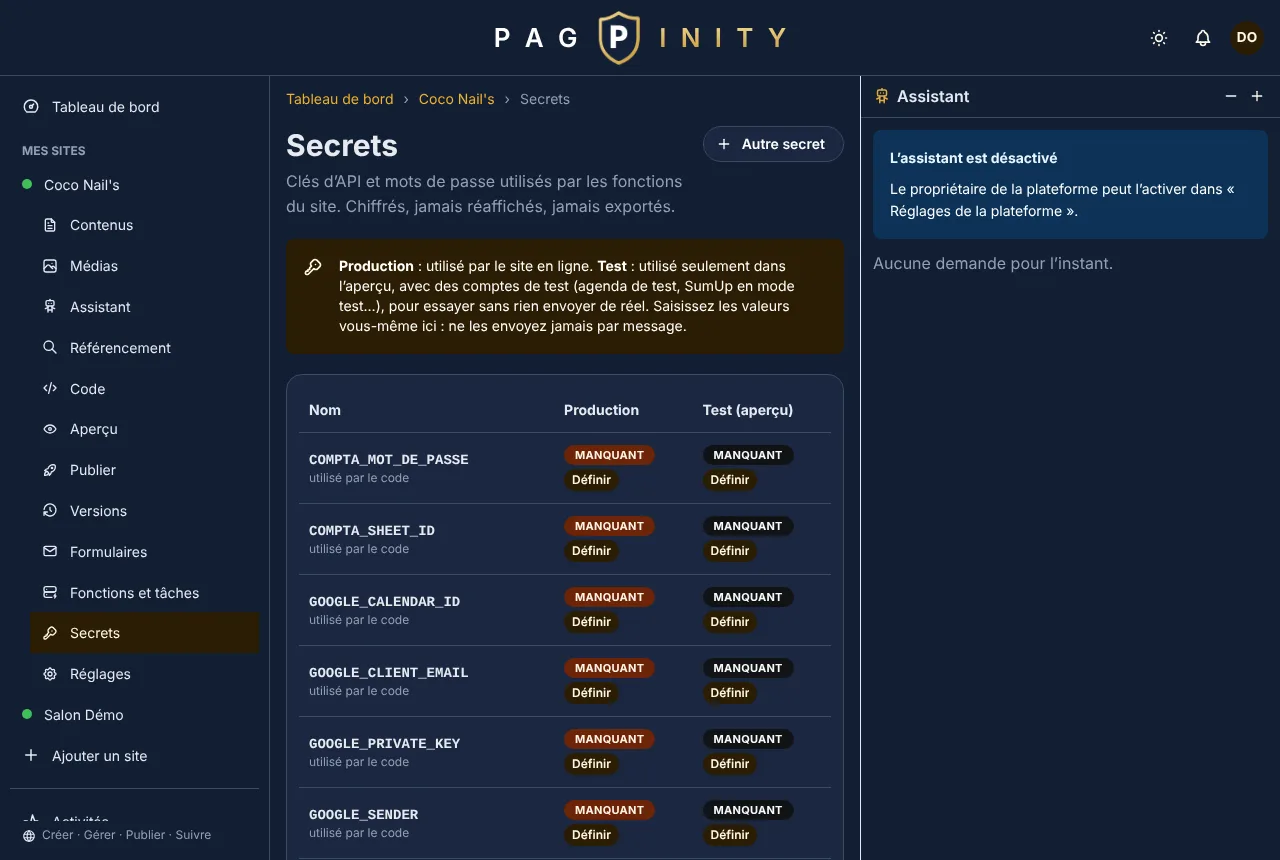 PAGPINITY
DO
Tableau de bord
MES SITES
Coco Nail's
Contenus
Médias
Assistant
Référencement
Code
Aperçu
Publier
Versions
Formulaires
Fonctions et tâches
Secrets
Réglages
Salon Démo
Ajouter un site
Activités
Créer · Gérer · Publier · Suivre
Tableau de bord › Coco Nail's › Secrets
Secrets
+ Autre secret
Clés d’API et mots de passe utilisés par les fonctions
du site. Chiffrés, jamais réaffichés, jamais exportés.
Production : utilisé par le site en ligne. Test : utilisé seulement dans
l’aperçu, avec des comptes de test (agenda de test, SumUp en mode
test…), pour essayer sans rien envoyer de réel. Saisissez les valeurs
vous-même ici : ne les envoyez jamais par message.
Nom Production Test (aperçu)
COMPTA_MOT_DE_PASSE MANQUANT MANQUANT
utilisé par le code Définir Définir
COMPTA_SHEET_ID MANQUANT MANQUANT
utilisé par le code Définir Définir
GOOGLE_CALENDAR_ID MANQUANT MANQUANT
utilisé par le code Définir Définir
GOOGLE_CLIENT_EMAIL MANQUANT MANQUANT
utilisé par le code Définir Définir
GOOGLE_PRIVATE_KEY MANQUANT MANQUANT
utilisé par le code Définir Définir
GOOGLE_SENDER MANQUANT MANQUANT
utilisé par le code Définir Définir
Assistant
L’assistant est désactivé
Le propriétaire de la plateforme peut l’activer dans «
Réglages de la plateforme ».
Aucune demande pour l’instant.